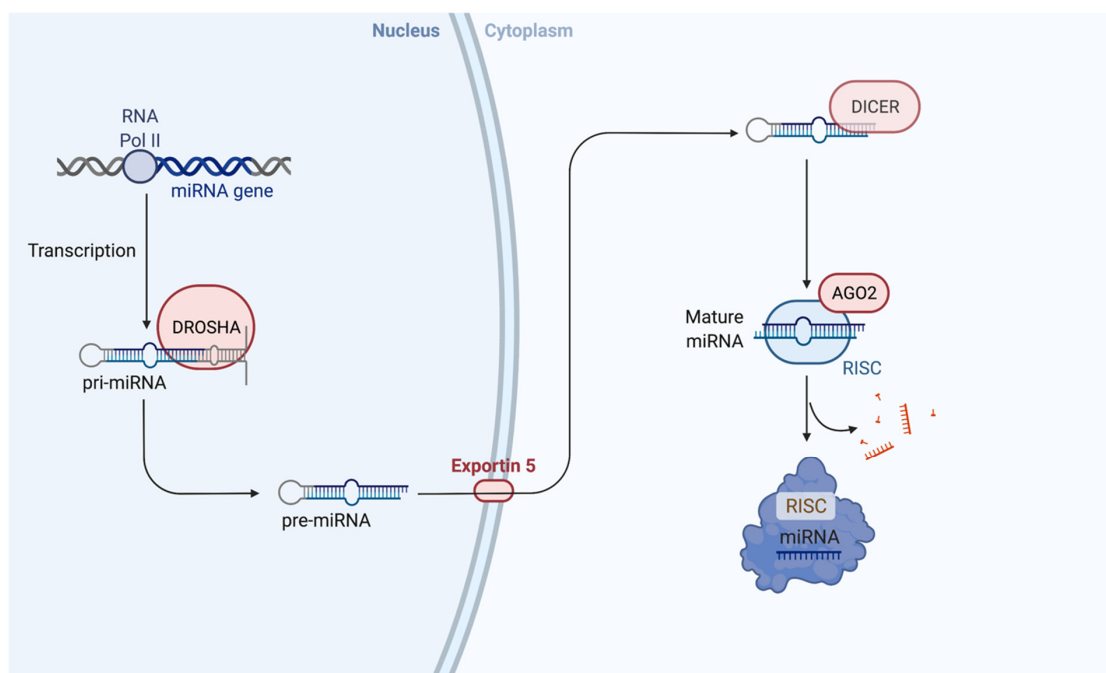 Nucleus
Cytoplasm
RNA
Pol II
miRNA gene
Transcription
DROSHA
pri-miRNA
pre-miRNA
Exportin 5
DICER
AGO2
Mature
miRNA
RISC
RISC
miRNA